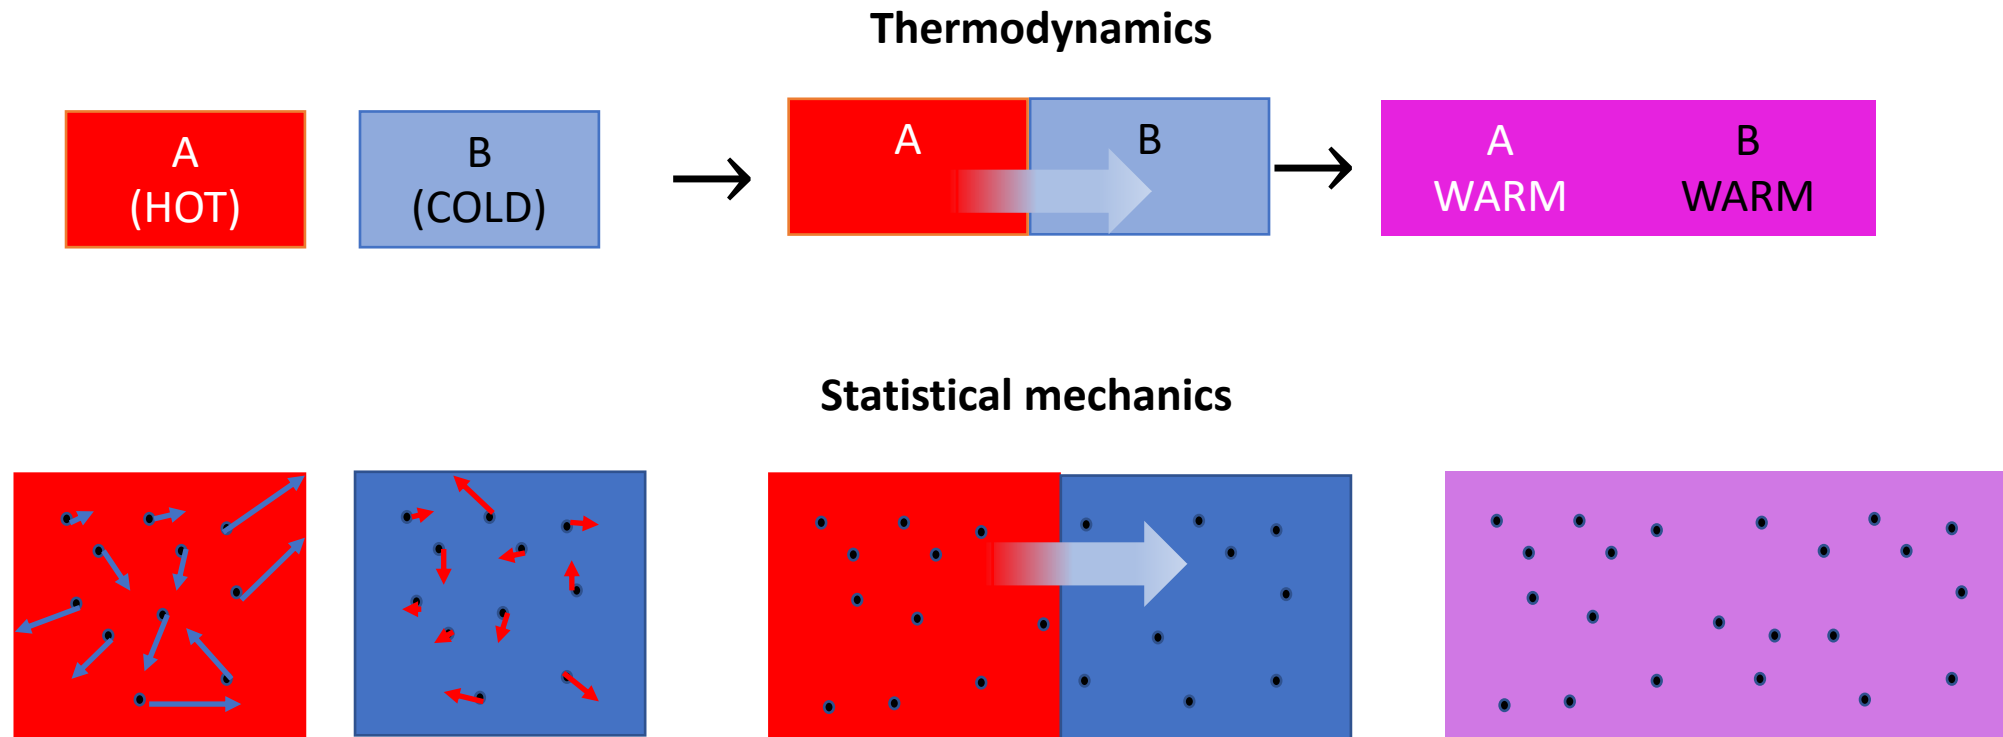 Thermodynamics
A
(HOT)
B
(COLD)
A
B
A
WARM
B
WARM
Statistical mechanics